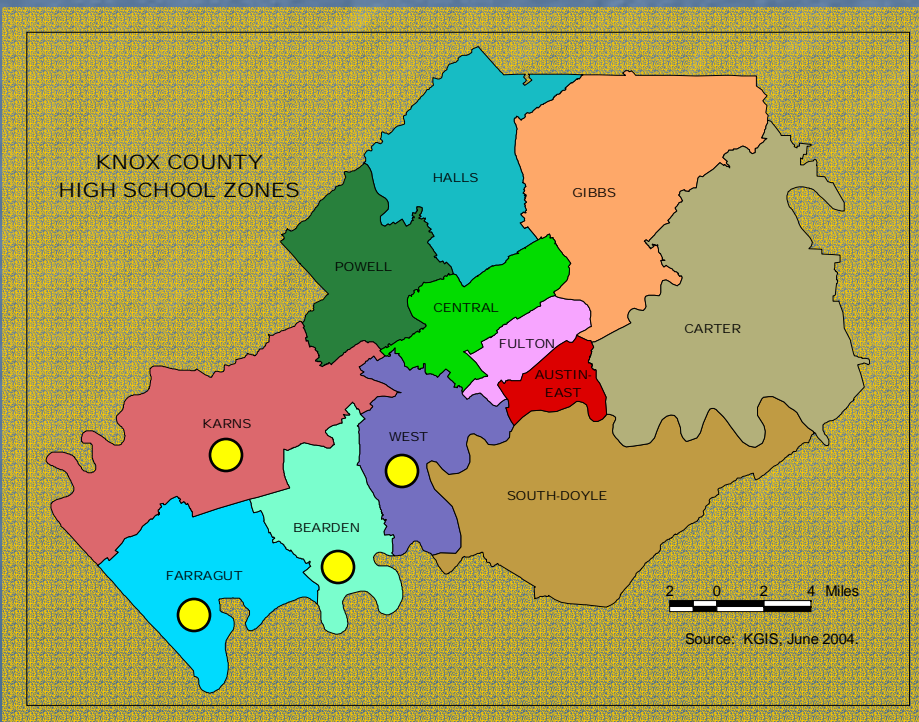 KNOX COUNTY
HIGH SCHOOL ZONES
HALLS
GIBBS
POWELL
CENTRAL
CARTER
FULTON
AUSTIN-
EAST
KARNS
WEST
SOUTH-DOYLE
BEARDEN
FARRAGUT
2 0 2 4 Miles
Source: KGIS, June 2004.